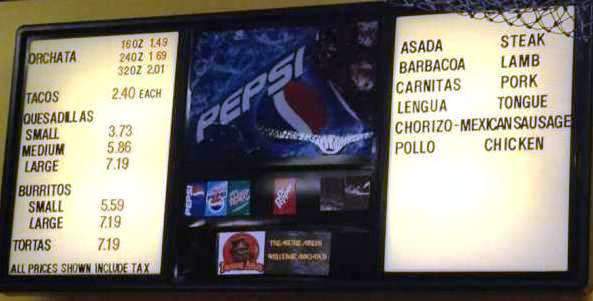 16OZ 1.49
ORCHATA 24OZ 1 69
32OZ 2.01
TACOS 2.40 EACH
QUESADILLAS
SMALL 3.73
MEDIUM 5.86
LARGE 7.19
BURRITOS
SMALL 5.59
LARGE 7.19
TORTAS 7.19
ALL PRICES SHOWN INCLUDE TAX
PEPSI
PEPSI
ASADA STEAK
BARBACOA LAMB
CARNITAS PORK
LENGUA TONGUE
CHORIZO-MEXICAN SAUSAGE
POLLO CHICKEN